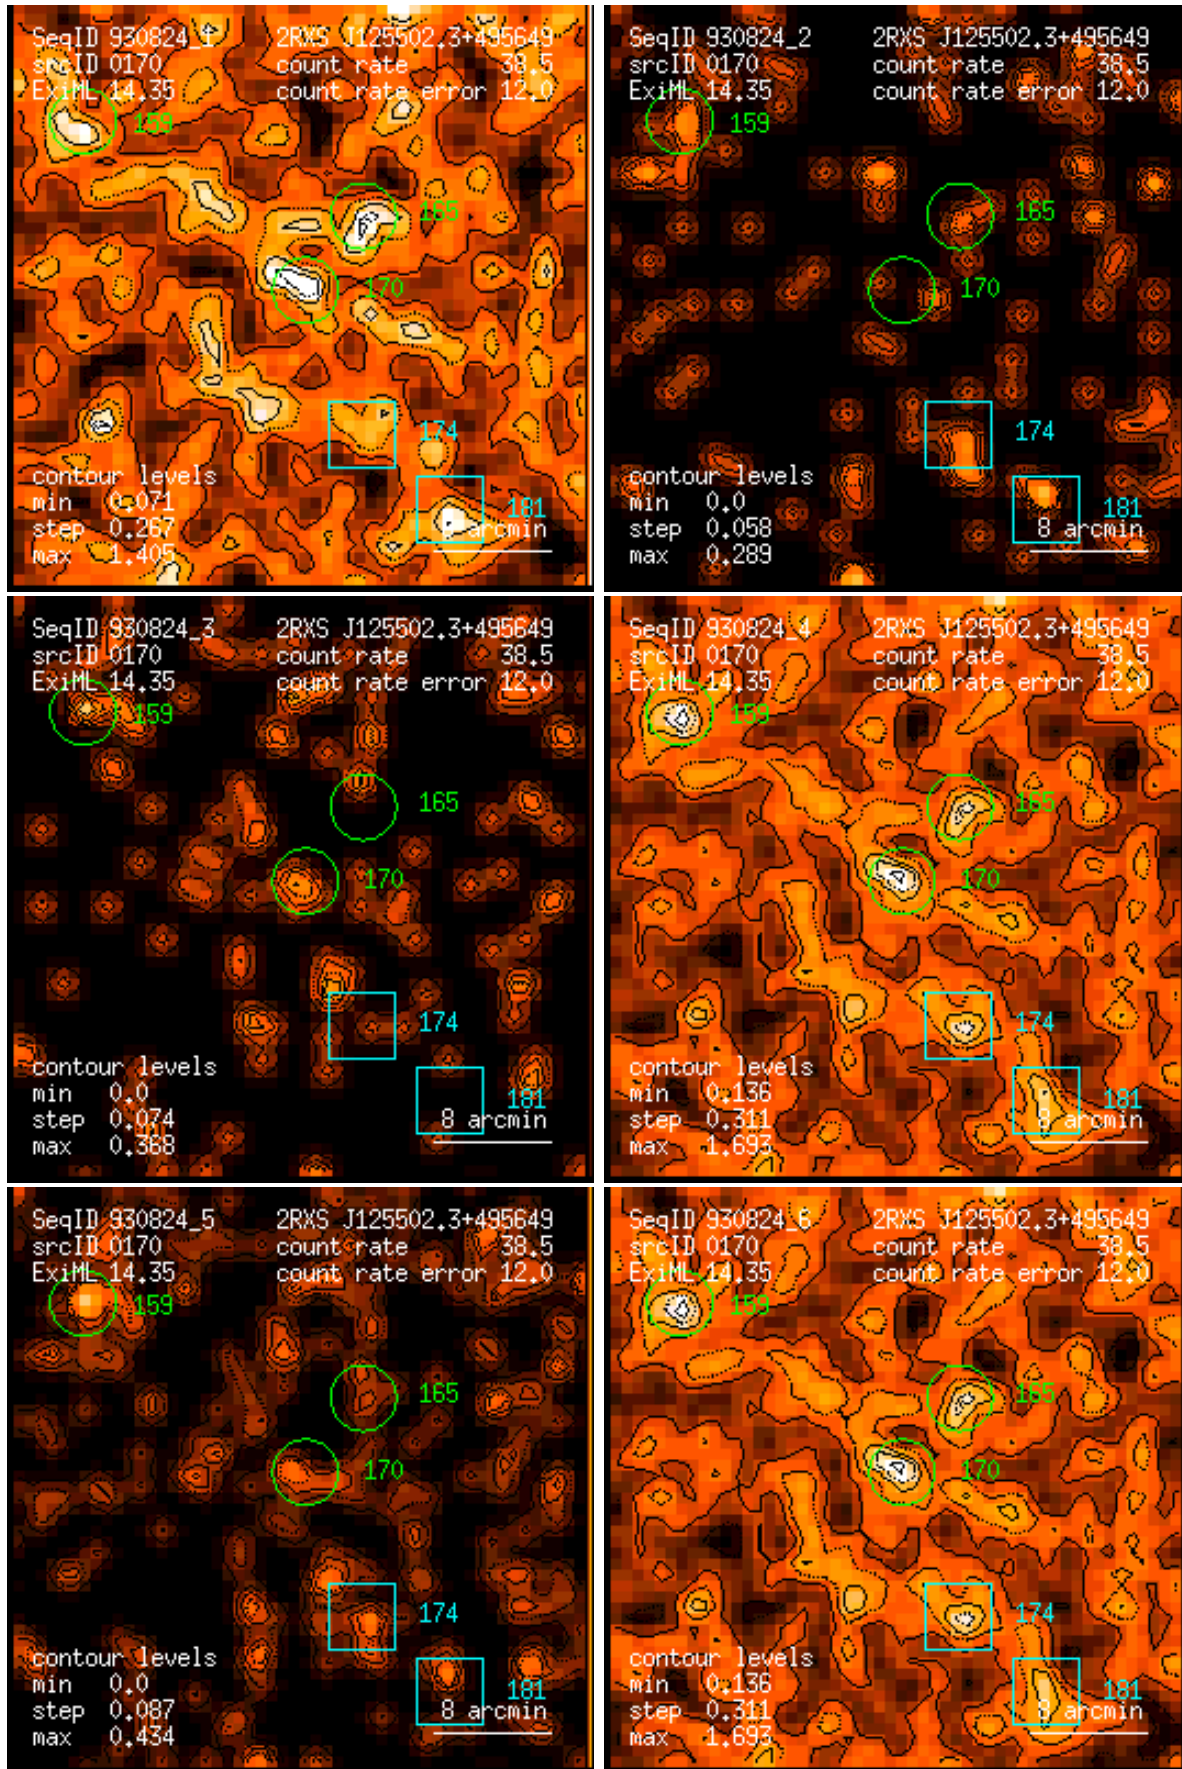 SeqID 930824_1 2RXS J125502.3+495649
srcID 0170 count rate 38.5
ExiML 14.35 count rate error 12.0
159
165
170
174
contour levels
min 0.071
181
step 0.267 8 arcmin
max 1.405
SeqID 930824_2 2RXS J125502.3+495649
srcID 0170 count rate 38.5
ExiML 14.35 count rate error 12.0
159
165
170
174
contour levels
min 0.0
181
step 0.058 8 arcmin
max 0.289
SeqID 930824_3 2RXS J125502.3+495649
srcID 0170 count rate 38.5
ExiML 14.35 count rate error 12.0
159
165
170
174
contour levels
min 0.0
181
step 0.074 8 arcmin
max 0.368
SeqID 930824_4 2RXS J125502.3+495649
srcID 0170 count rate 38.5
ExiML 14.35 count rate error 12.0
159
165
170
174
contour levels
min 0.136
181
step 0.311 8 arcmin
max 1.693
SeqID 930824_5 2RXS J125502.3+495649
srcID 0170 count rate 38.5
ExiML 14.35 count rate error 12.0
159
165
170
174
contour levels
min 0.0
181
step 0.087 8 arcmin
max 0.434
SeqID 930824_6 2RXS J125502.3+495649
srcID 0170 count rate 38.5
ExiML 14.35 count rate error 12.0
159
165
170
174
contour levels
min 0.136
181
step 0.311 8 arcmin
max 1.693